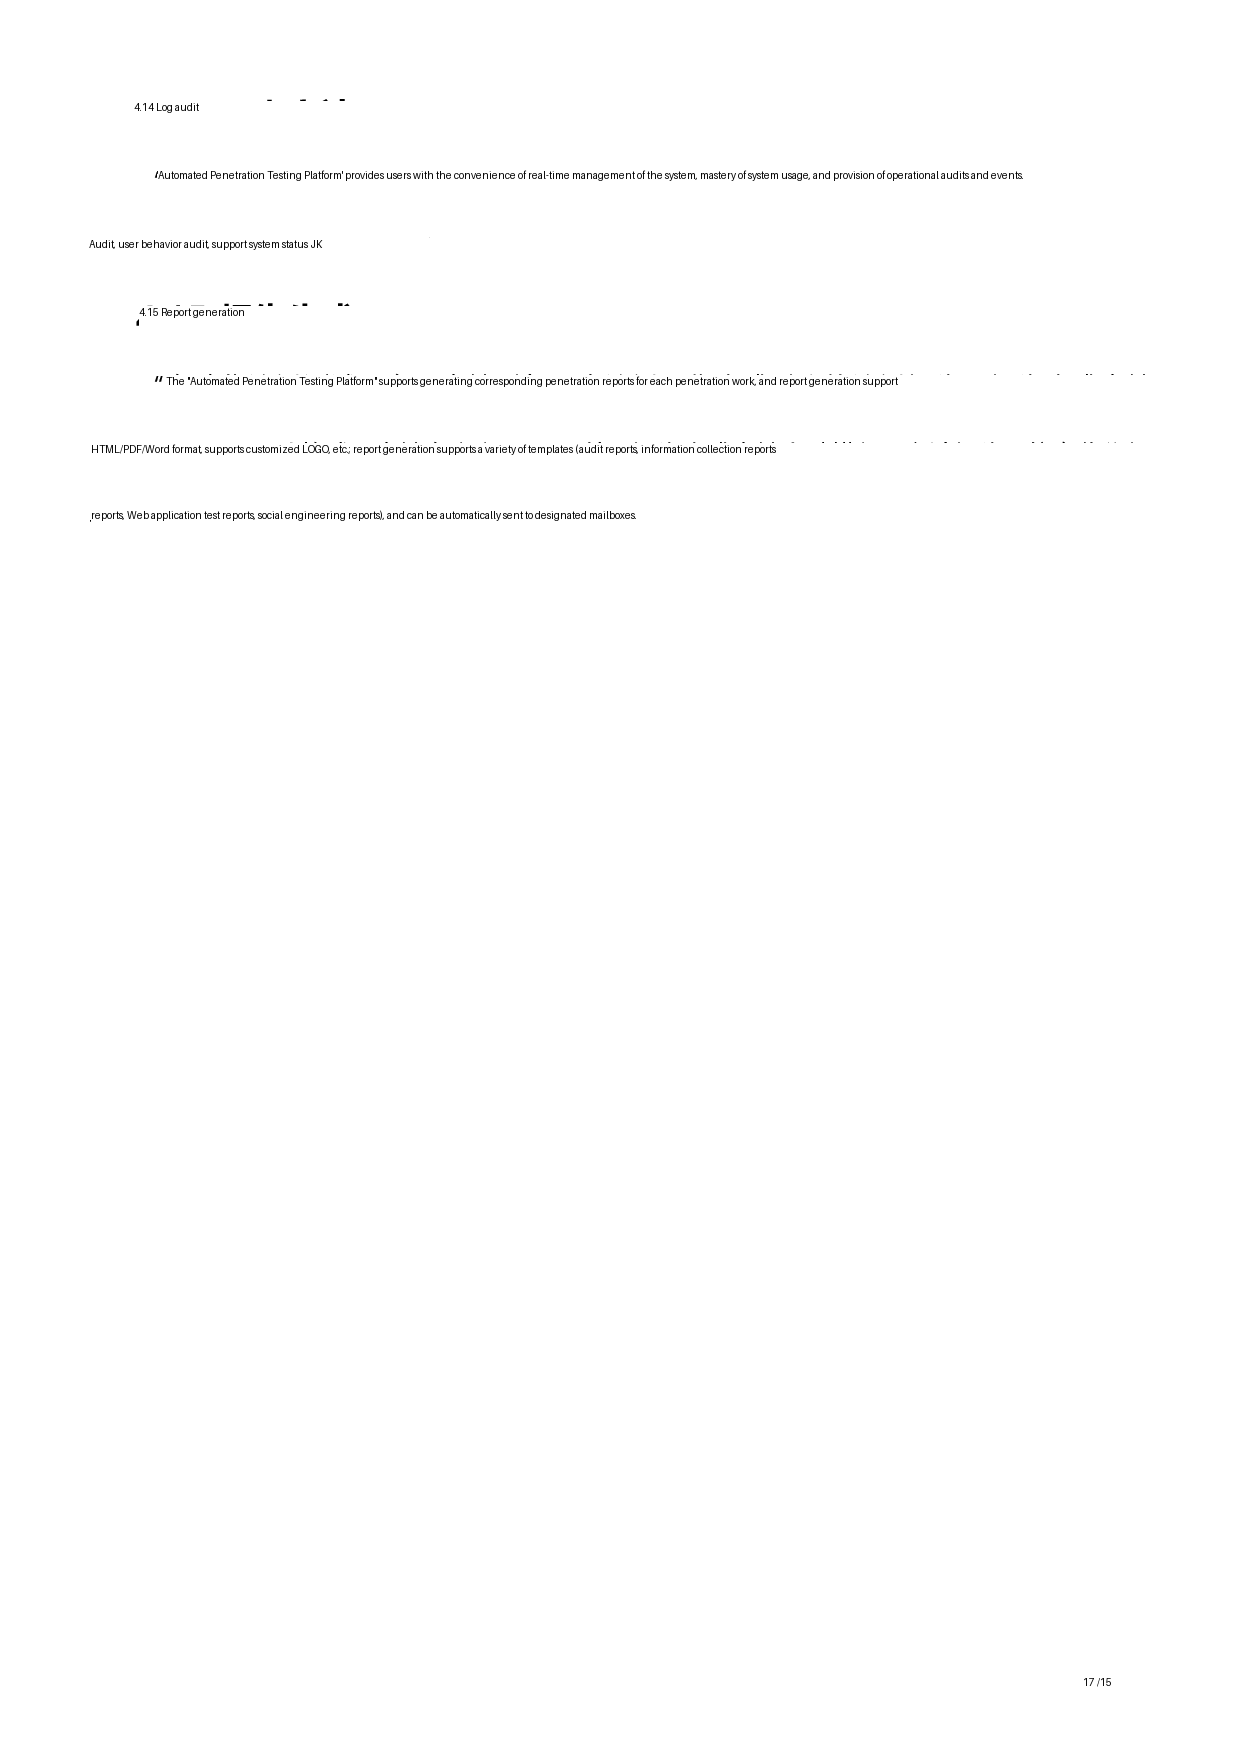 4.14 Log audit
'Automated Penetration Testing Platform' provides users with the convenience of real-time management of the system, mastery of system usage, and provision of operational audits and events.
Audit, user behavior audit, support system status JK
4.15 Report generation
“ The "Automated Penetration Testing Platform" supports generating corresponding penetration reports for each penetration work, and report generation support
HTML/PDF/Word format, supports customized LOGO, etc.; report generation supports a variety of templates (audit reports, information collection reports
reports, Web application test reports, social engineering reports), and can be automatically sent to designated mailboxes.
17 /15